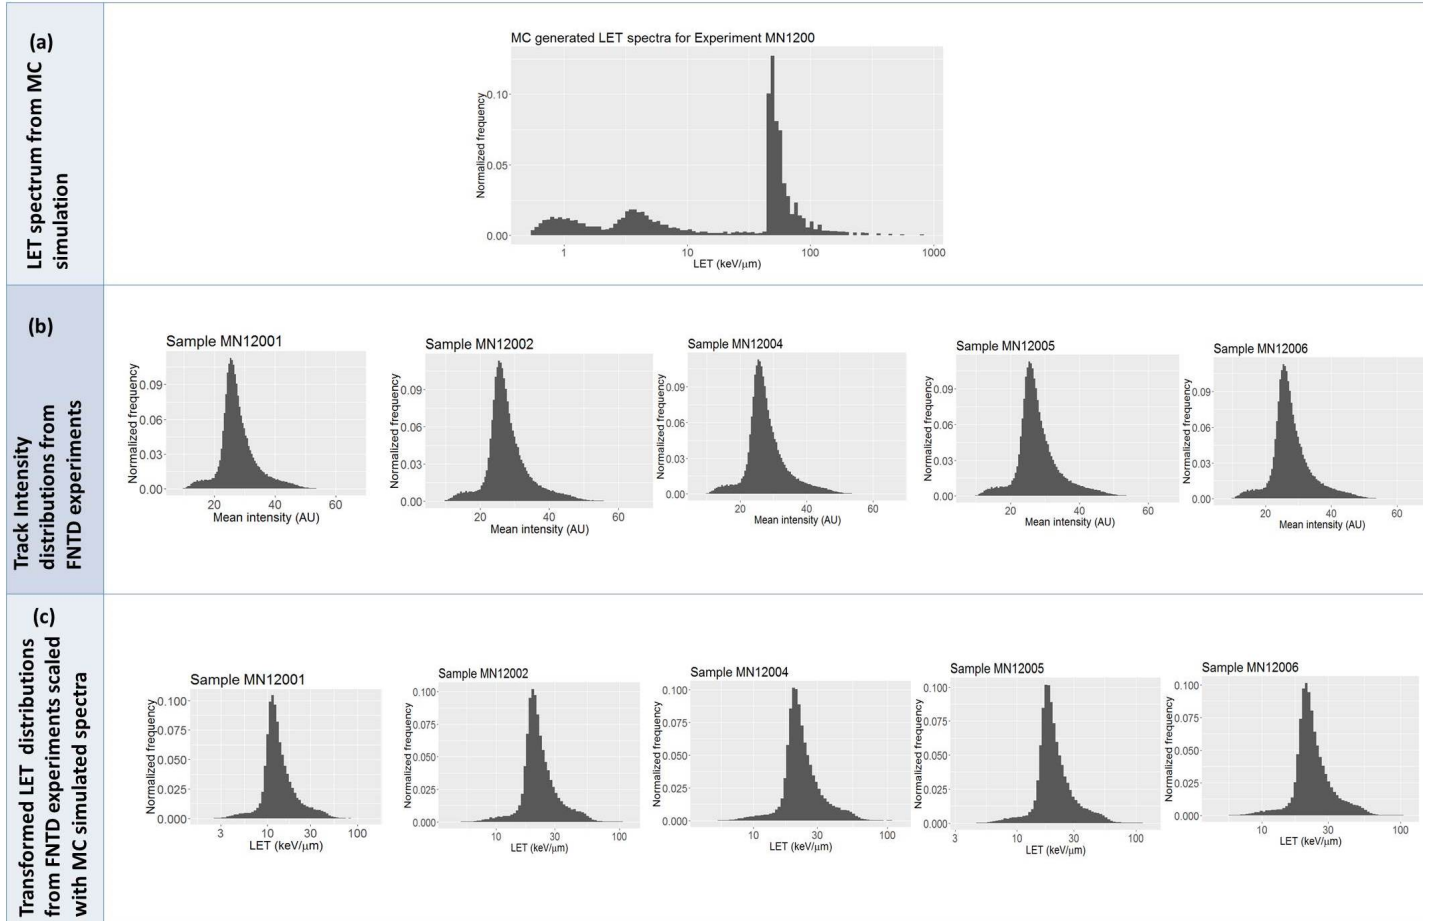 (a)
LET spectrum from MC
simulation
MC generated LET spectra for Experiment MN1200
Normalized frequency
0.10
0.05
0.00
1 10 100 1000
LET (keV/μm)
(b)
Track Intensity
distributions from
FNTD experiments
Sample MN12001
Normalized frequency
0.09
0.06
0.03
0.00
20 40 60
Mean intensity (AU)
Sample MN12002
Normalized frequency
0.09
0.06
0.03
0.00
20 40 60
Mean intensity (AU)
Sample MN12004
Normalized frequency
0.09
0.06
0.03
0.00
20 40 60
Mean intensity (AU)
Sample MN12005
Normalized frequency
0.09
0.06
0.03
0.00
20 40 60
Mean intensity (AU)
Sample MN12006
Normalized frequency
0.09
0.06
0.03
0.00
20 40 60
Mean intensity (AU)
(c)
Transformed LET distributions
from FNTD experiments scaled
with MC simulated spectra
Sample MN12001
Normalized frequency
0.100
0.075
0.050
0.025
0.000
3 10 30 100
LET (keV/μm)
Sample MN12002
Normalized frequency
0.100
0.075
0.050
0.025
0.000
10 30 100
LET (keV/μm)
Sample MN12004
Normalized frequency
0.100
0.075
0.050
0.025
0.000
10 30 100
LET (keV/μm)
Sample MN12005
Normalized frequency
0.100
0.075
0.050
0.025
0.000
3 10 30 100
LET (keV/μm)
Sample MN12006
Normalized frequency
0.100
0.075
0.050
0.025
0.000
10 30 100
LET (keV/μm)